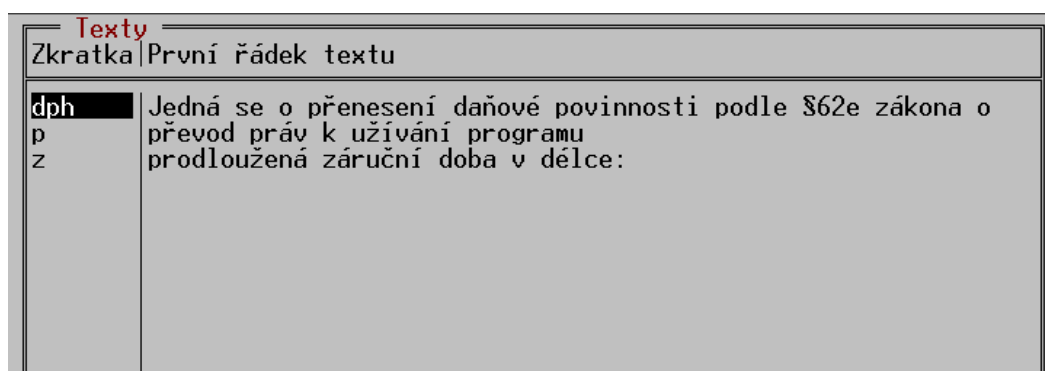 Texty
Zkratka|První řádek textu
dph |Jedná se o přenesení daňové povinnosti podle §62e zákona o
p |převod práv k užívání programu
z |prodloužená záruční doba v délce: